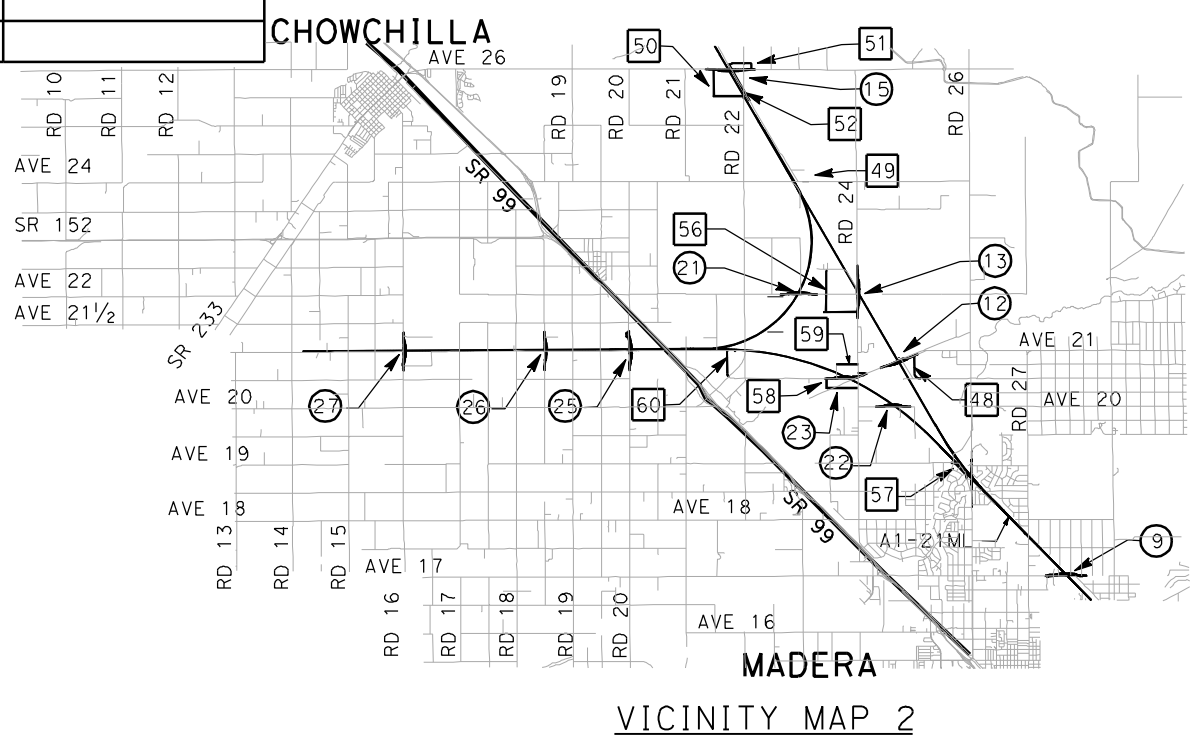 CHOWCHILLA
AVE 26
50
51
15
52
RD 10
RD 11
RD 12
RD 19
RD 20
RD 21
RD 22
RD 26
AVE 24
SR 99
49
RD 24
SR 152
56
21
13
AVE 22
AVE 21½
12
SR 233
59
AVE 21
AVE 20
27
26
25
60
58
48
RD 27
AVE 20
23
22
AVE 19
57
AVE 18
AVE 18
SR 99
A1-21ML
9
RD 13
RD 14
RD 15
AVE 17
RD 16
RD 17
RD 18
RD 19
RD 20
AVE 16
MADERA
VICINITY MAP 2